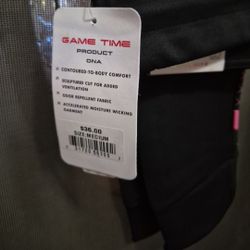 GAME TIME
PRODUCT
DNA
CONTOURED-TO-BODY COMFORT
SCULPTURED CUT FOR ADDED
VENTILATION
ODOR REPELLENT FABRIC
ACCELERATED MOISTURE WICKING
GARMENT
$36.00
SIZE:MEDIUM